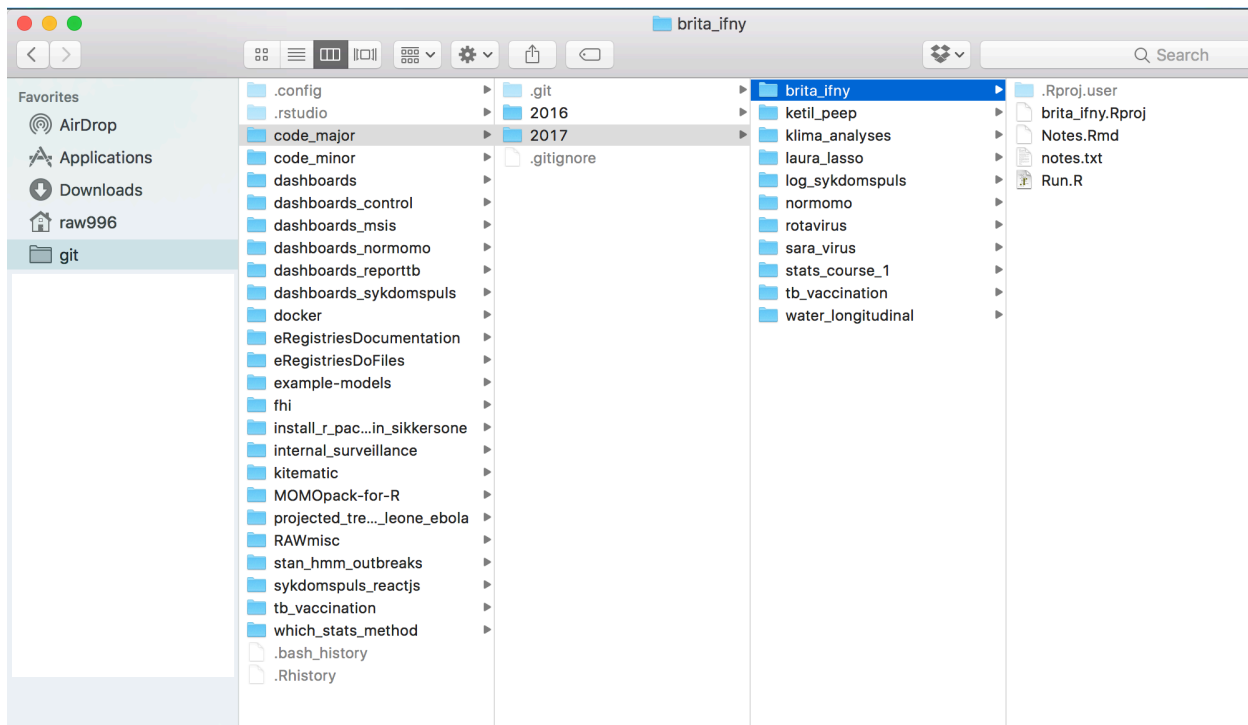 brita_ifny
Search
Favorites
AirDrop
Applications
Downloads
raw996
git
.config
.rstudio
code_major
code_minor
dashboards
dashboards_control
dashboards_msis
dashboards_normomo
dashboards_reporttb
dashboards_sykdomspuls
docker
eRegistriesDocumentation
eRegistriesDoFiles
example-models
fhi
install_r_pac...in_sikkersone
internal_surveillance
kitematic
MOMOpack-for-R
projected_tre..._leone_ebola
RAWmisc
stan_hmm_outbreaks
sykdomspuls_reactjs
tb_vaccination
which_stats_method
.bash_history
.Rhistory
.git
2016
2017
.gitignore
brita_ifny
ketil_peep
klima_analyses
laura_lasso
log_sykdomspuls
normomo
rotavirus
sara_virus
stats_course_1
tb_vaccination
water_longitudinal
.Rproj.user
brita_ifny.Rproj
Notes.Rmd
notes.txt
Run.R